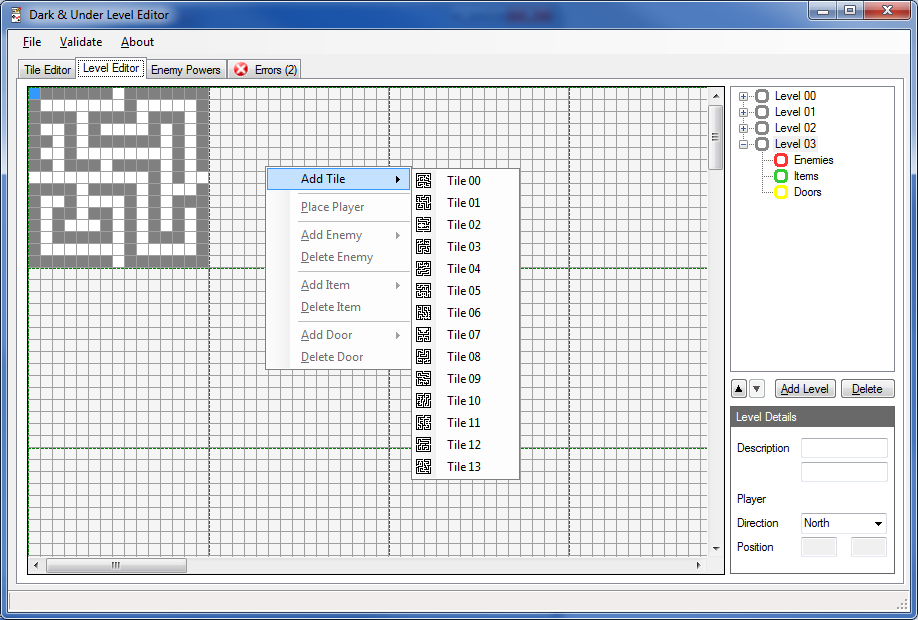 Dark & Under Level Editor
File Validate About
Tile Editor Level Editor Enemy Powers Errors (2)
Add Tile
Place Player
Add Enemy
Delete Enemy
Add Item
Delete Item
Add Door
Delete Door
Tile 00
Tile 01
Tile 02
Tile 03
Tile 04
Tile 05
Tile 06
Tile 07
Tile 08
Tile 09
Tile 10
Tile 11
Tile 12
Tile 13
Level 00
Level 01
Level 02
Level 03
Enemies
Items
Doors
Add Level Delete
Level Details
Description
Player
Direction North
Position